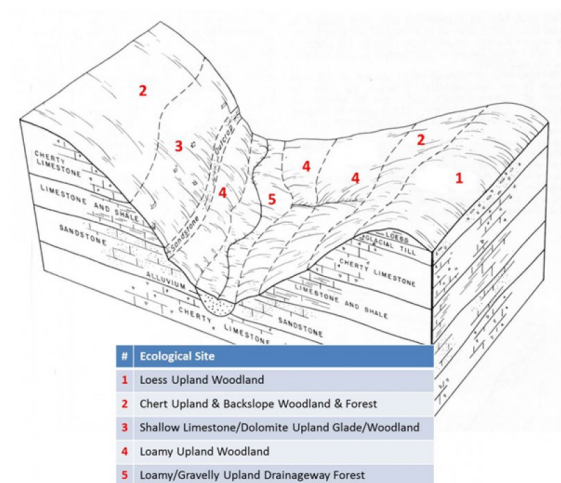 2
2
3
4
4
1
4
5
Sandstone Outcrop
CHERTY
LIMESTONE
LIMESTONE AND SHALE
SANDSTONE
ALLUVIUM
CHERTY LIMESTONE
LOESS
GLACIAL TILL
CHERTY LIMESTONE
LIMESTONE AND SHALE
SANDSTONE
# Ecological Site
1 Loess Upland Woodland
2 Chert Upland & Backslope Woodland & Forest
3 Shallow Limestone/Dolomite Upland Glade/Woodland
4 Loamy Upland Woodland
5 Loamy/Gravelly Upland Drainageway Forest